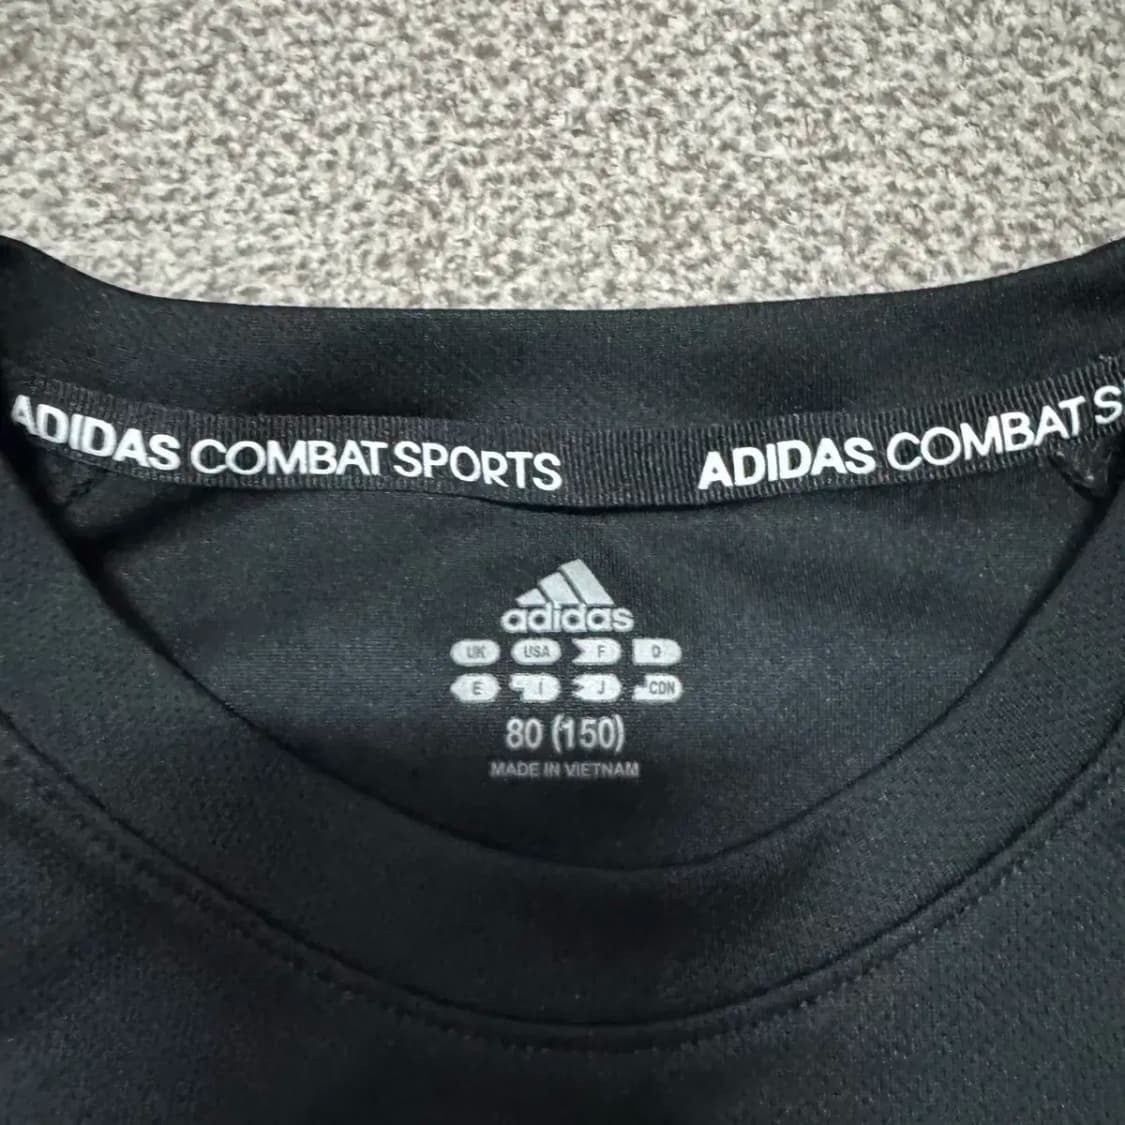 ADIDAS COMBAT SPORTS ADIDAS COMBAT S
adidas
UK USA F D
E I J CDN
80 (150)
MADE IN VIETNAM